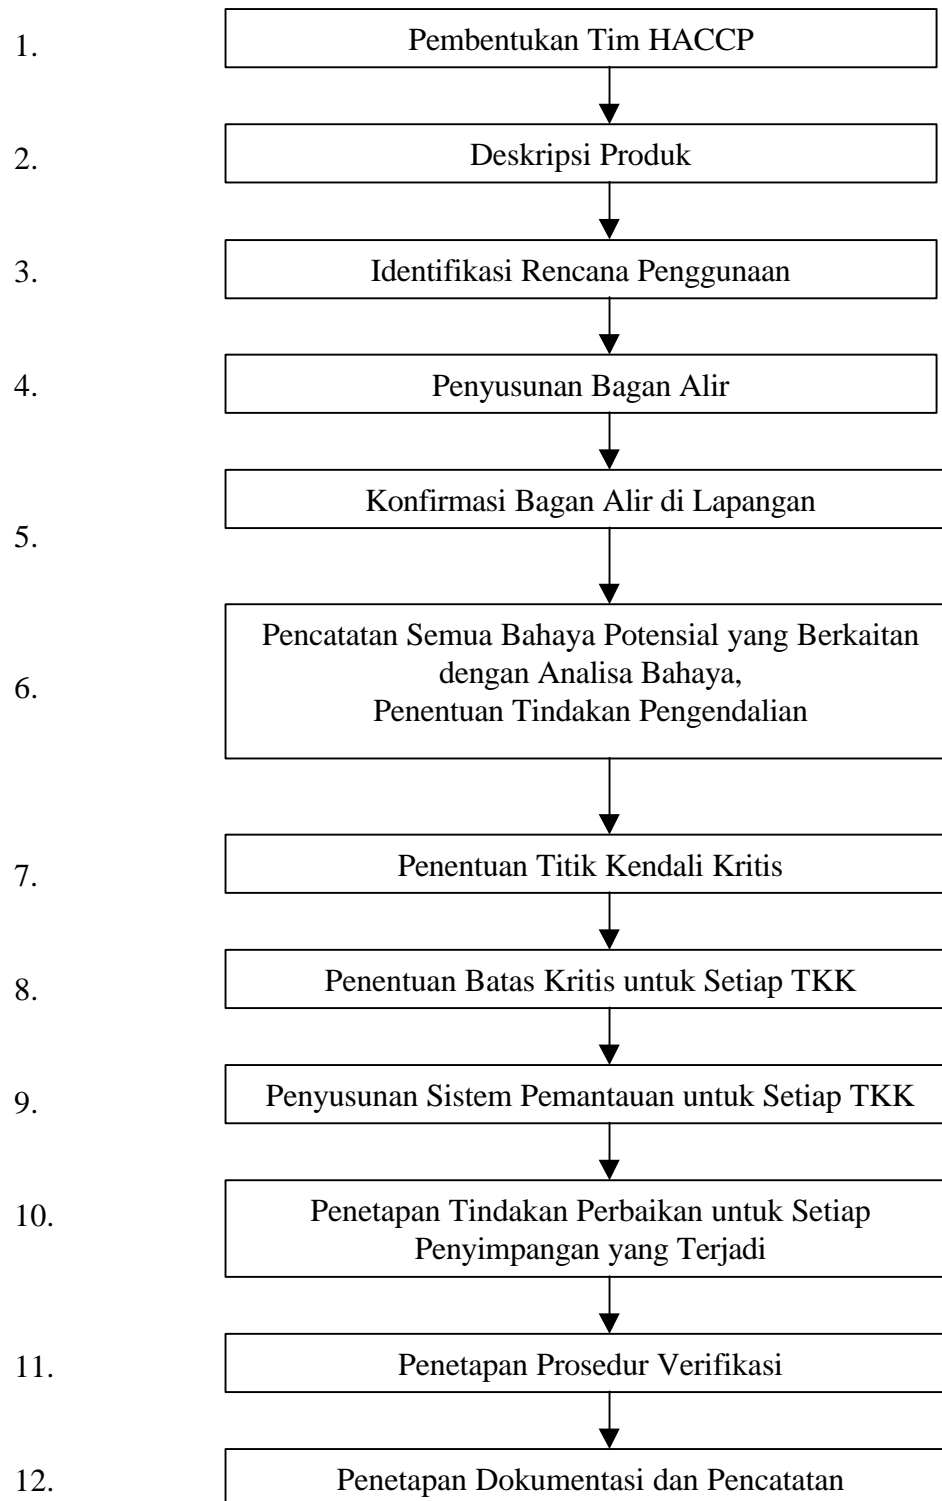 1.
Pembentukan Tim HACCP
2.
Deskripsi Produk
3.
Identifikasi Rencana Penggunaan
4.
Penyusunan Bagan Alir
5.
Konfirmasi Bagan Alir di Lapangan
6.
Pencatatan Semua Bahaya Potensial yang Berkaitan
dengan Analisa Bahaya,
Penentuan Tindakan Pengendalian
7.
Penentuan Titik Kendali Kritis
8.
Penentuan Batas Kritis untuk Setiap TKK
9.
Penyusunan Sistem Pemantauan untuk Setiap TKK
10.
Penetapan Tindakan Perbaikan untuk Setiap
Penyimpangan yang Terjadi
11.
Penetapan Prosedur Verifikasi
12.
Penetapan Dokumentasi dan Pencatatan